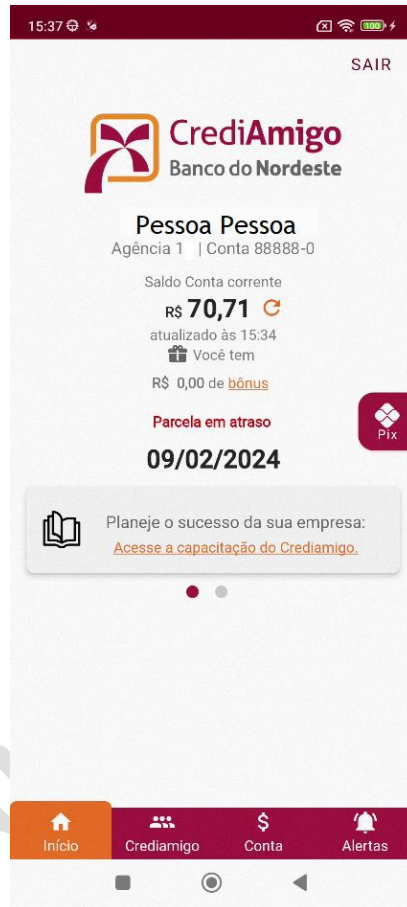 15:37
100
SAIR
CrediAmigo
Banco do Nordeste
Pessoa Pessoa
Agência 1 | Conta 88888-0
Saldo Conta corrente
R$ 70,71
atualizado às 15:34
Você tem
R$ 0,00 de bônus
Parcela em atraso
Pix
09/02/2024
Planeje o sucesso da sua empresa:
Acesse a capacitação do Crediamigo.
Início Crediamigo Conta Alertas